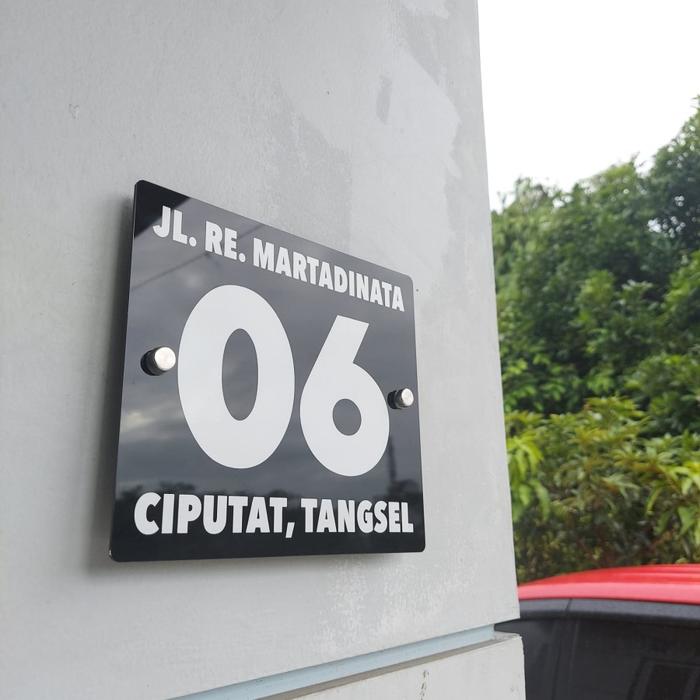 JL. RE. MARTADINATA
06
CIPUTAT, TANGSEL